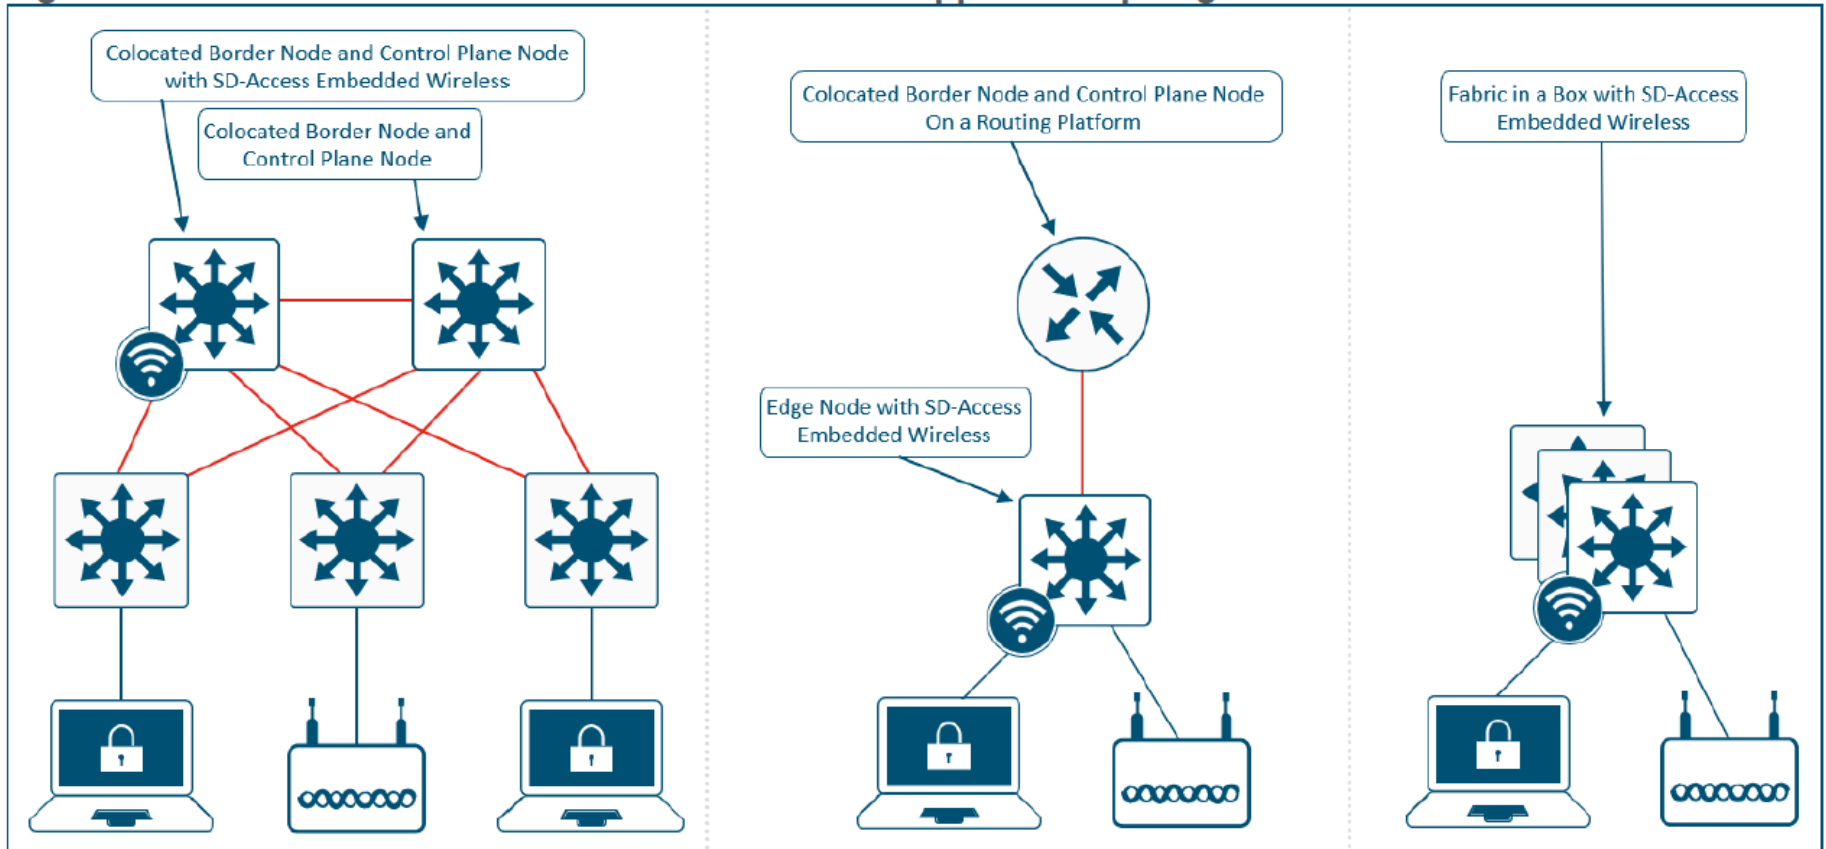 Colocated Border Node and Control Plane Node
with SD-Access Embedded Wireless
Colocated Border Node and
Control Plane Node
Colocated Border Node and Control Plane Node
On a Routing Platform
Edge Node with SD-Access
Embedded Wireless
Fabric in a Box with SD-Access
Embedded Wireless